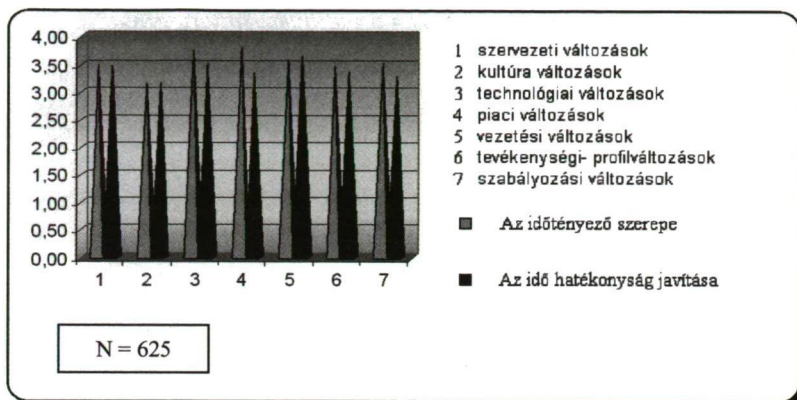 4,00
3,50
3,00
2,50
2,00
1,50
1,00
0,50
0,00
1 2 3 4 5 6 7
1 szervezeti változások
2 kultúra változások
3 technológiai változások
4 piaci változások
5 vezetési változások
6 tevékenységi- profilváltozások
7 szabályozási változások
Az időtényező szerepe
Az idő hatékonyság javítása
N = 625